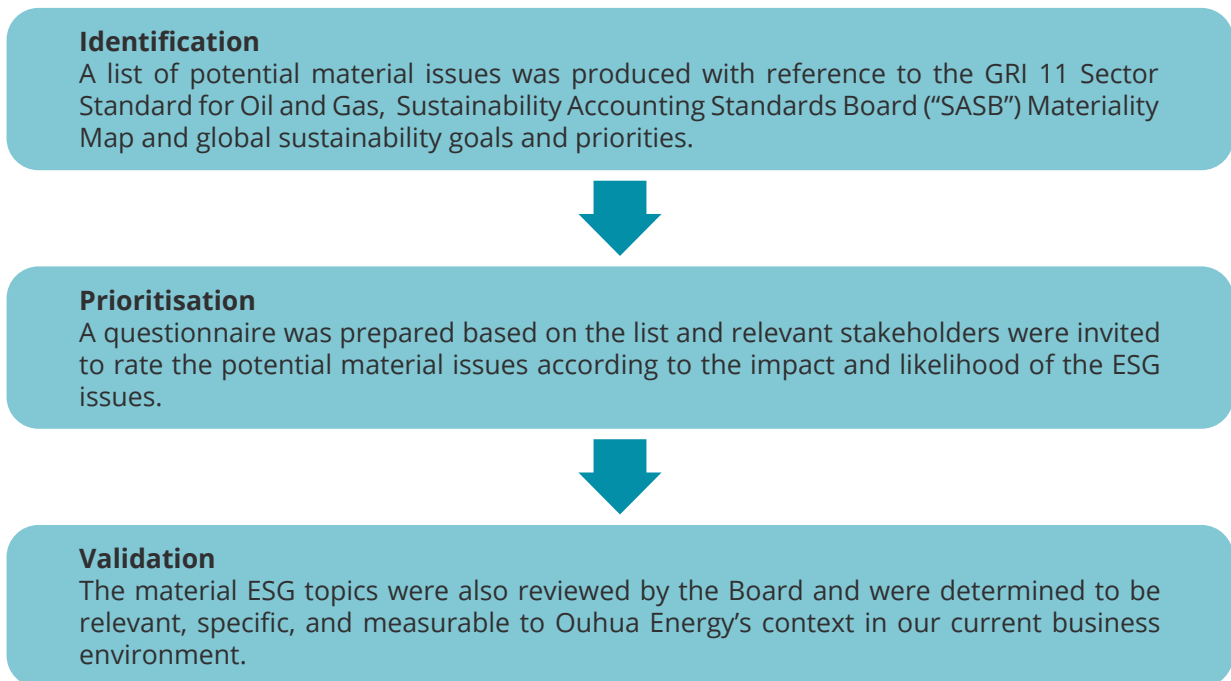 Identification
A list of potential material issues was produced with reference to the GRI 11 Sector
Standard for Oil and Gas, Sustainability Accounting Standards Board (“SASB”) Materiality
Map and global sustainability goals and priorities.
Prioritisation
A questionnaire was prepared based on the list and relevant stakeholders were invited
to rate the potential material issues according to the impact and likelihood of the ESG
issues.
Validation
The material ESG topics were also reviewed by the Board and were determined to be
relevant, specific, and measurable to Ouhua Energy’s context in our current business
environment.